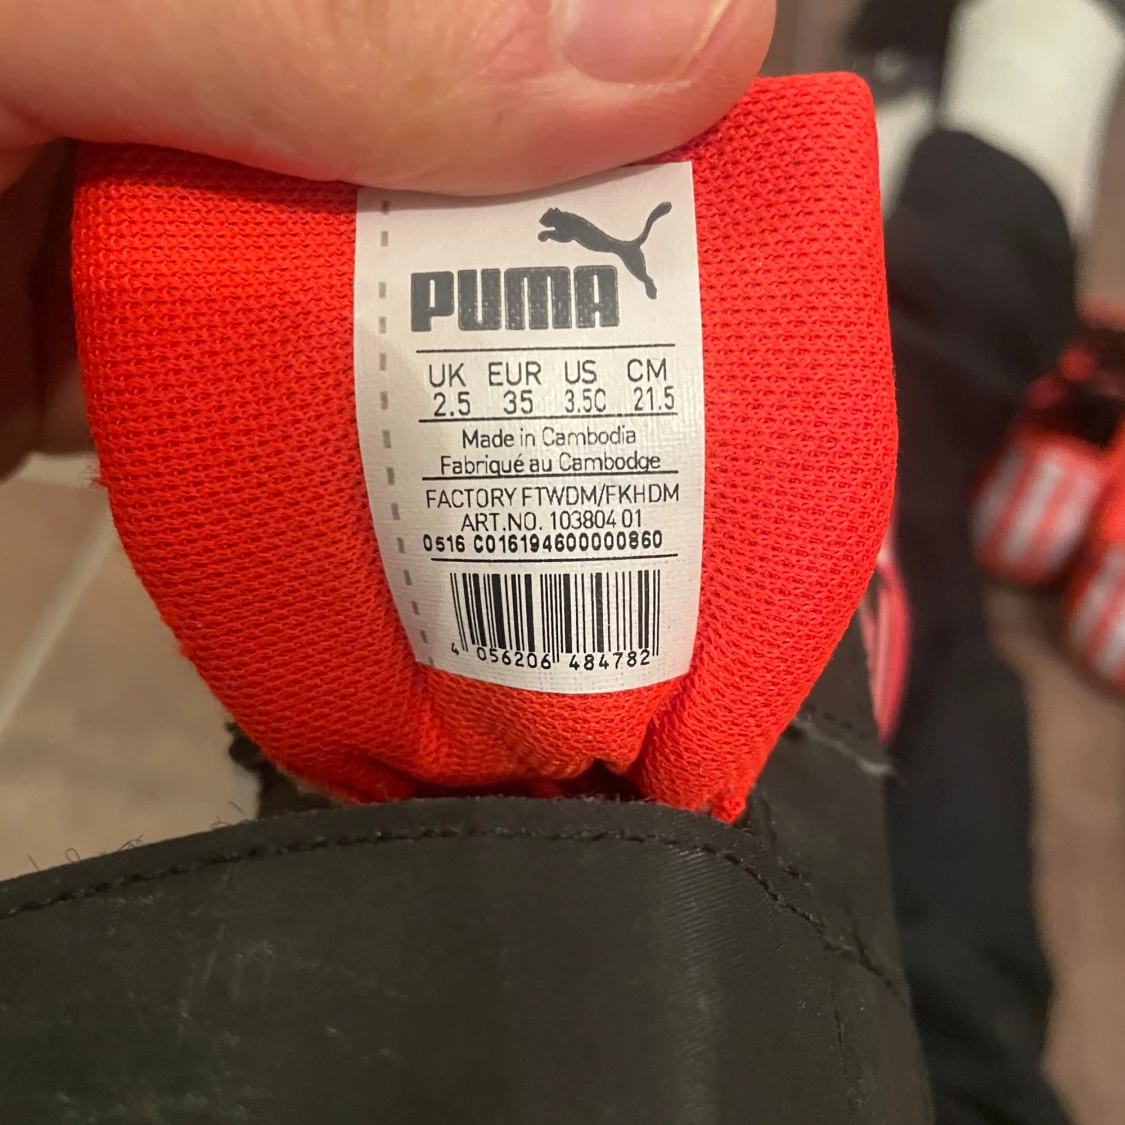 PUMA
UK EUR US CM
2.5 35 3.5C 21.5
Made in Cambodia
Fabriqué au Cambodge
FACTORY FTWDM/FKHDM
ART.NO. 103804 01
0516 C016194600000860
4 056206 484782